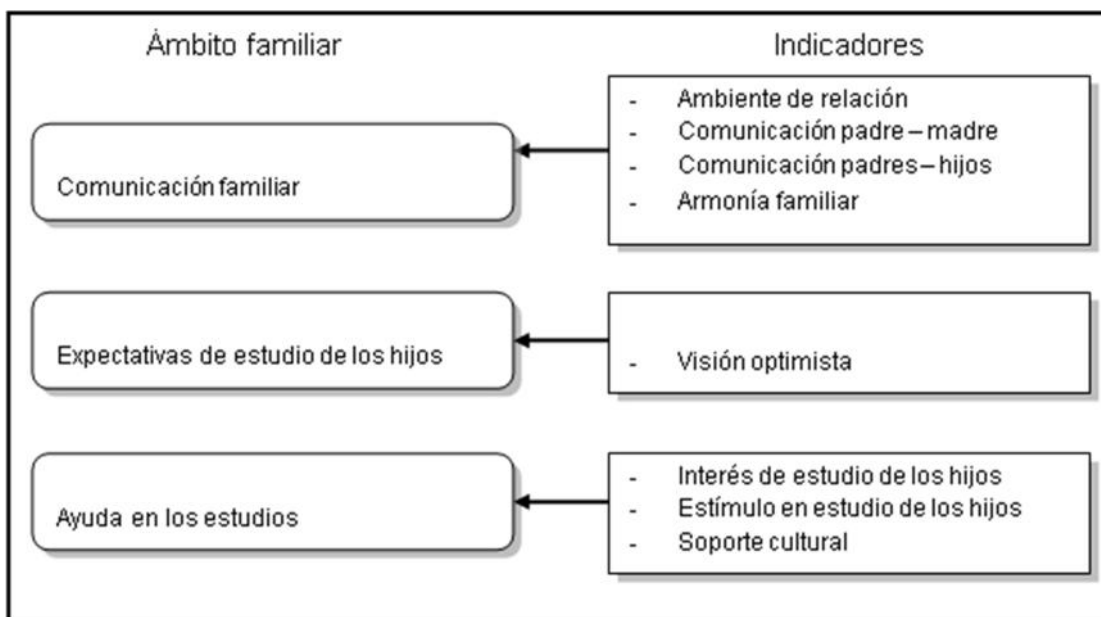 Ámbito familiar
Indicadores
Comunicación familiar
- Ambiente de relación
- Comunicación padre – madre
- Comunicación padres – hijos
- Armonía familiar
Expectativas de estudio de los hijos
- Visión optimista
Ayuda en los estudios
- Interés de estudio de los hijos
- Estímulo en estudio de los hijos
- Soporte cultural